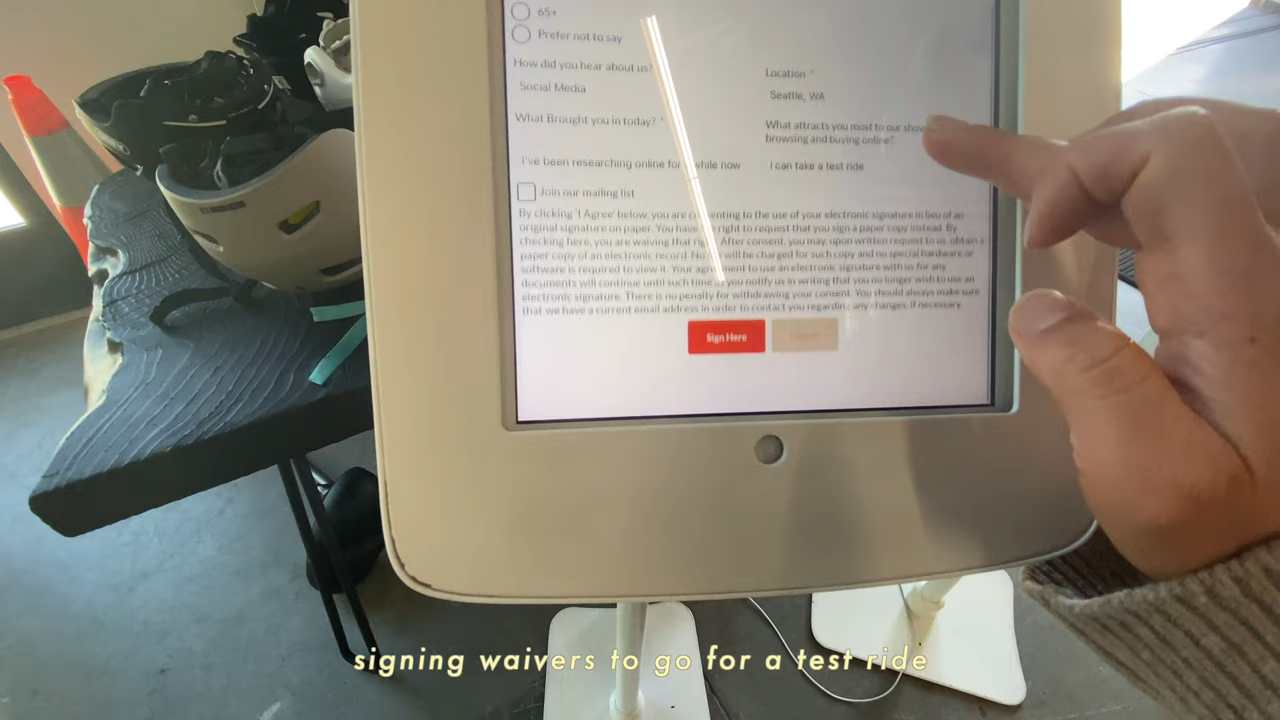 65+
Prefer not to say
How did you hear about us?
Social Media
Location *
Seattle, WA
What Brought you in today? *
I've been researching online for while now
What attracts you most to our show
browsing and buying online?
I can take a test ride
Join our mailing list
By clicking 'I Agree' below, you are consenting to the use of your electronic signature in lieu of an
original signature on paper. You have right to request that you sign a paper copy instead. By
checking here, you are waiving that right. After consent, you may, upon written request to us, obtain a
paper copy of an electronic record. No will be charged for such copy and no special hardware or
software is required to view it. Your agreement to use an electronic signature with us for any
documents will continue until such time as you notify us in writing that you no longer wish to use an
electronic signature. There is no penalty for withdrawing your consent. You should always make sure
that we have a current email address in order to contact you regarding any changes, if necessary.
Sign Here
signing waivers to go for a test ride